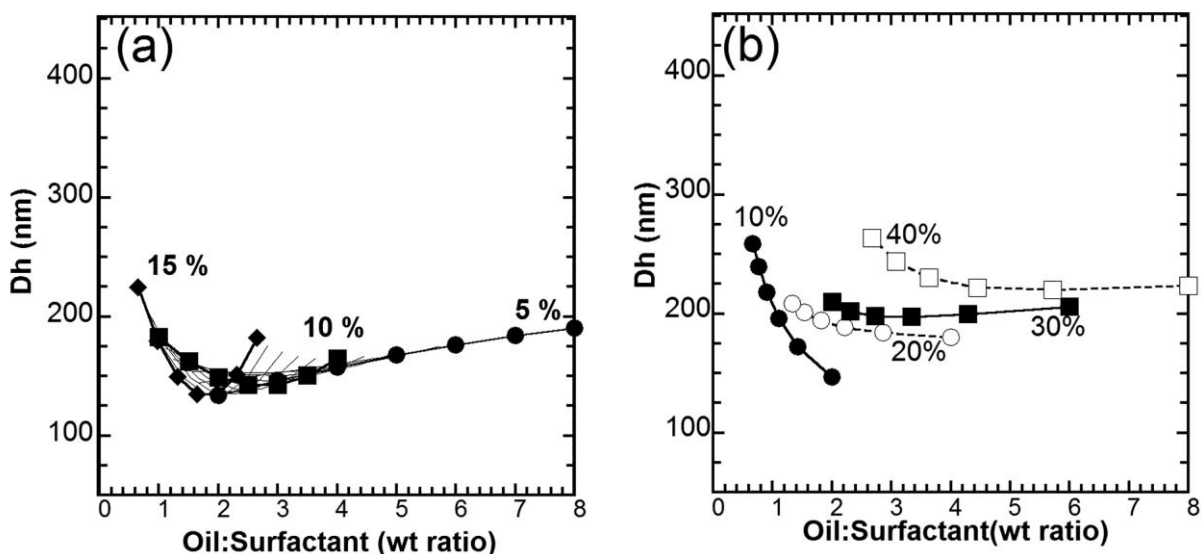 (a)
400
300
200
100
Dh (nm)
15 %
10 %
5 %
0 1 2 3 4 5 6 7 8
Oil:Surfactant (wt ratio)
(b)
400
300
200
100
Dh (nm)
10%
40%
20%
30%
0 1 2 3 4 5 6 7 8
Oil:Surfactant(wt ratio)